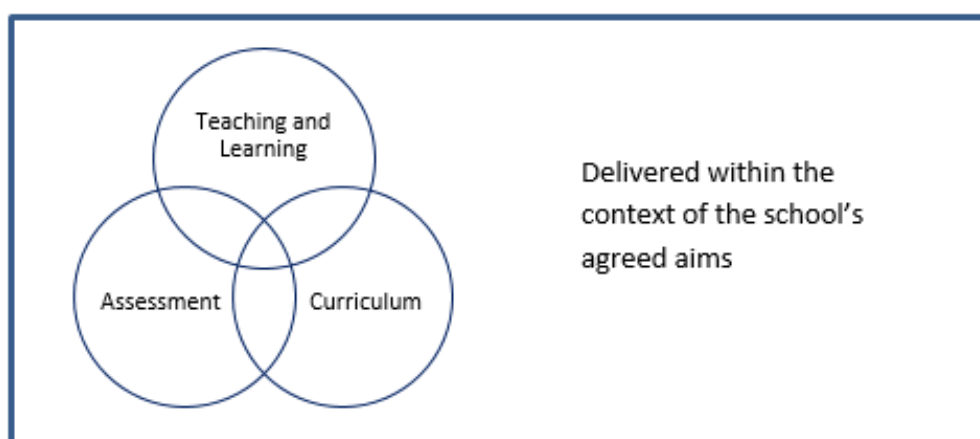 Teaching and
Learning
Assessment
Curriculum
Delivered within the
context of the school’s
agreed aims